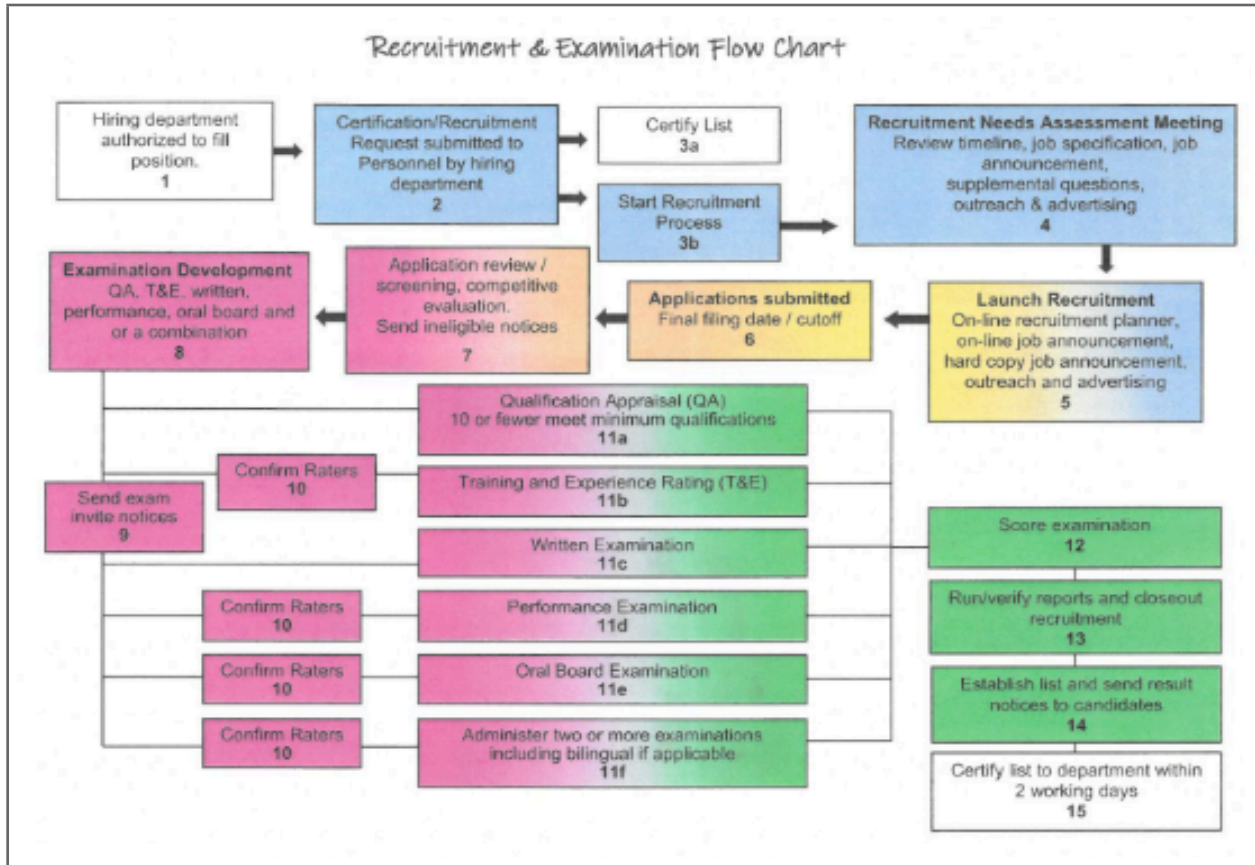 Recruitment & Examination Flow Chart
Hiring department
authorized to fill
position.
1
Certification/Recruitment
Request submitted to
Personnel by hiring
department
2
Certify List
3a
Start Recruitment
Process
3b
Recruitment Needs Assessment Meeting
Review timeline, job specification, job
announcement,
supplemental questions,
outreach & advertising
4
Launch Recruitment
On-line recruitment planner,
on-line job announcement,
hard copy job announcement,
outreach and advertising
5
Applications submitted
Final filing date / cutoff
6
Application review /
screening, competitive
evaluation.
Send ineligible notices
7
Examination Development
QA, T&E, written,
performance, oral board and
or a combination
8
Send exam
invite notices
9
Qualification Appraisal (QA)
10 or fewer meet minimum qualifications
11a
Confirm Raters
10
Training and Experience Rating (T&E)
11b
Written Examination
11c
Confirm Raters
10
Performance Examination
11d
Confirm Raters
10
Oral Board Examination
11e
Confirm Raters
10
Administer two or more examinations
including bilingual if applicable
11f
Score examination
12
Run/verify reports and closeout
recruitment
13
Establish list and send result
notices to candidates
14
Certify list to department within
2 working days
15